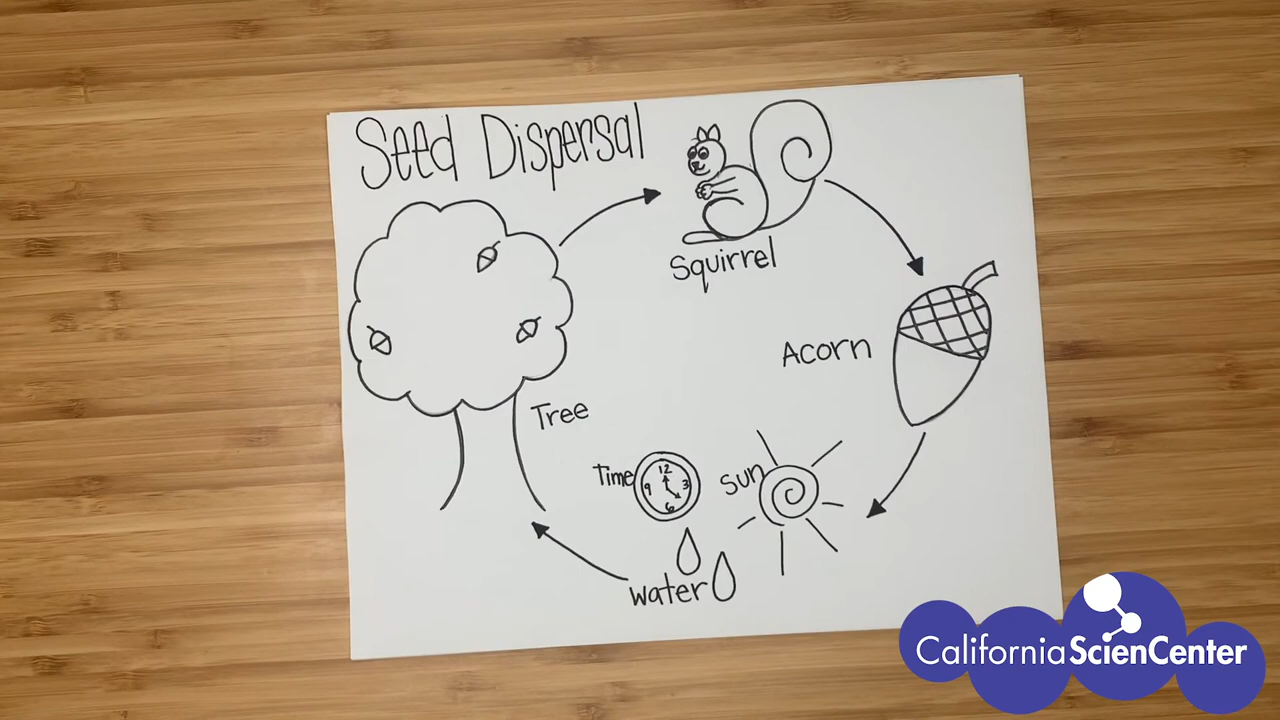 Seed Dispersal
Squirrel
Acorn
Tree
Time
12
9
3
6
Sun
water
California ScienCenter